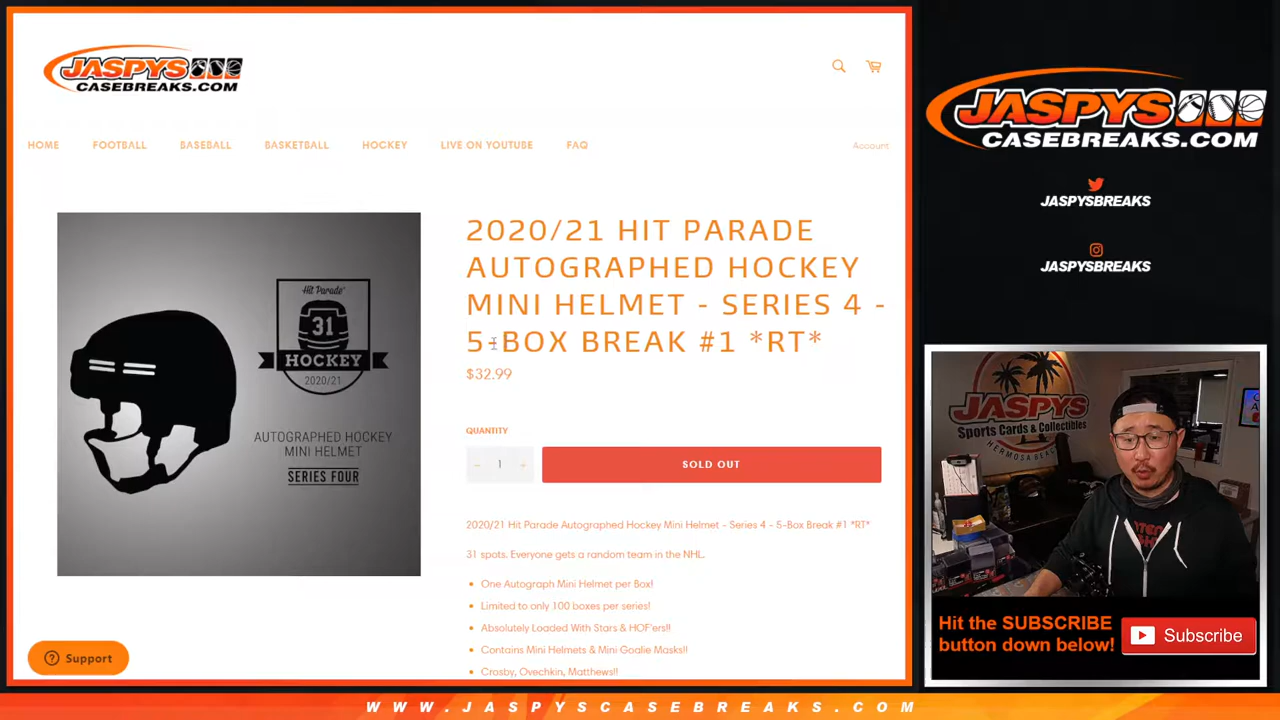 JASPYS
CASEBREAKS.COM
HOME
FOOTBALL
BASEBALL
BASKETBALL
HOCKEY
LIVE ON YOUTUBE
FAQ
Account
2020/21 HIT PARADE
AUTOGRAPHED HOCKEY
MINI HELMET - SERIES 4 -
5-BOX BREAK #1 *RT*
$32.99
QUANTITY
− 1 +
SOLD OUT
2020/21 Hit Parade Autographed Hockey Mini Helmet - Series 4 - 5-Box Break #1 *RT*
31 spots. Everyone gets a random team in the NHL.
• One Autograph Mini Helmet per Box!
• Limited to only 100 boxes per series!
• Absolutely Loaded With Stars & HOF'ers!!
• Contains Mini Helmets & Mini Goalie Masks!!
• Crosby, Ovechkin, Matthews!!
Hit Parade
31
HOCKEY
2020/21
AUTOGRAPHED HOCKEY
MINI HELMET
SERIES FOUR
Support
JASPYS
CASEBREAKS.COM
JASPYSBREAKS
JASPYSBREAKS
JASPYS
Sports Cards & Collectibles
HERMOSA BEACH
Hit the SUBSCRIBE
button down below!
Subscribe
WWW.JASPYSCASEBREAKS.COM